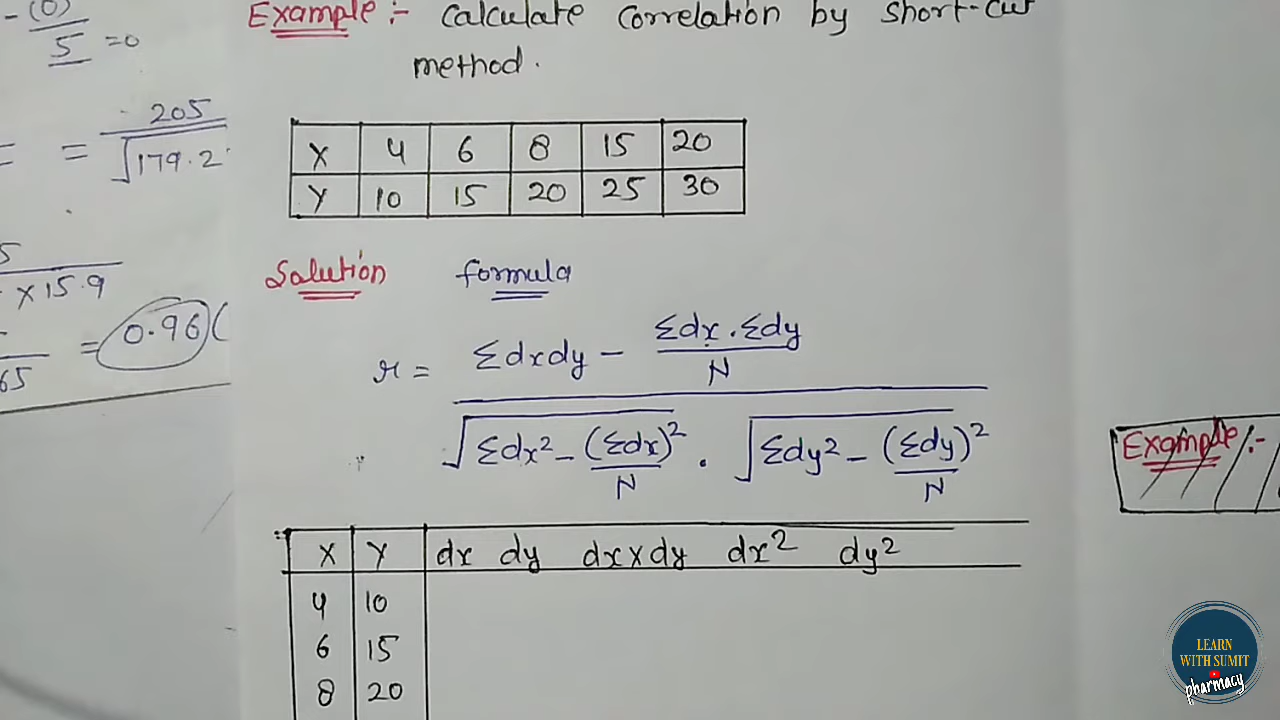 - (0)
5 =0
= = 205
√179.2
5
× 15.9
65 = 0.96 (
Example :- Calculate correlation by short-cut
method.
X 4 6 8 15 20
Y 10 15 20 25 30
Solution formula
r = Σdxdy - Σdx . Σdy / N
√Σdx² - (Σdx)² / N . √Σdy² - (Σdy)² / N
X Y dx dy dx×dy dx² dy²
4 10
6 15
8 20
Example :-
LEARN
WITH SUMIT
pharmacy